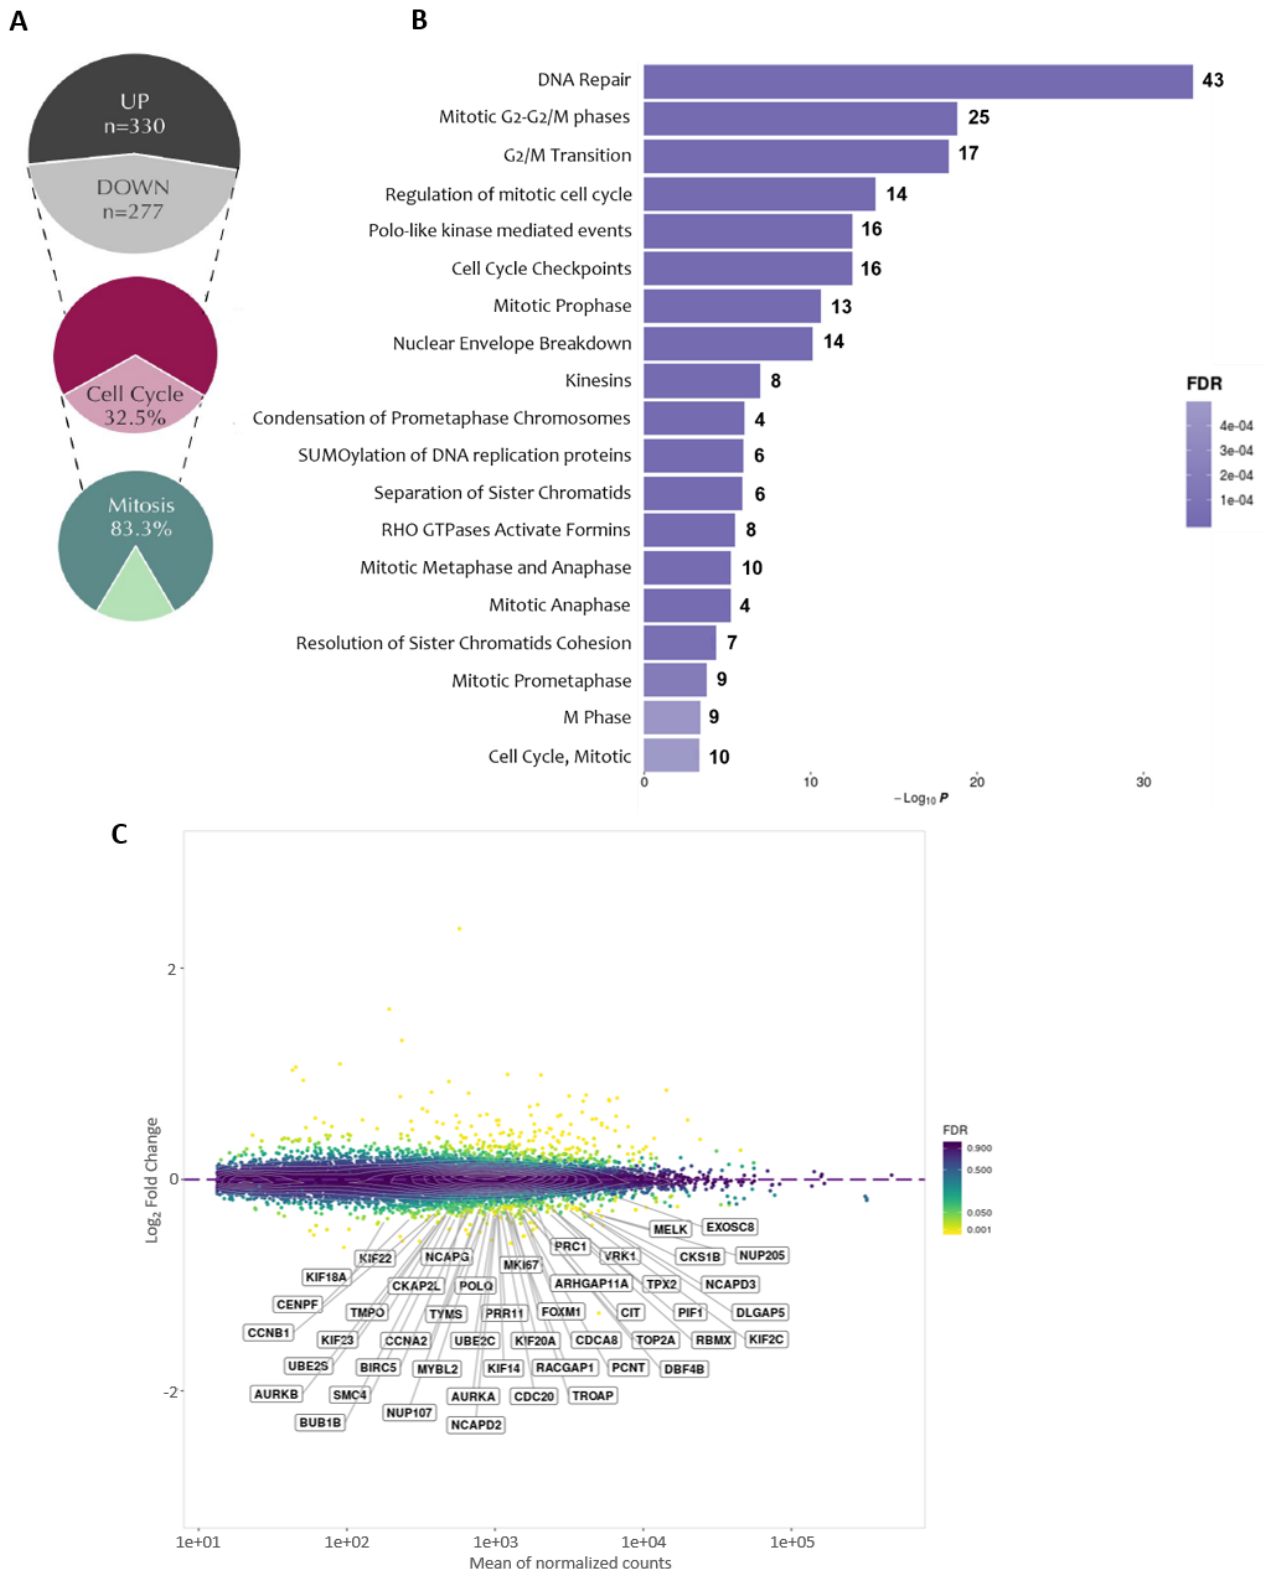 A
UP
n=330
DOWN
n=277
Cell Cycle
32.5%
Mitosis
83.3%
B
DNA Repair 43
Mitotic G2-G2/M phases 25
G2/M Transition 17
Regulation of mitotic cell cycle 14
Polo-like kinase mediated events 16
Cell Cycle Checkpoints 16
Mitotic Prophase 13
Nuclear Envelope Breakdown 14
Kinesins 8
Condensation of Prometaphase Chromosomes 4
SUMOylation of DNA replication proteins 6
Separation of Sister Chromatids 6
RHO GTPases Activate Formins 8
Mitotic Metaphase and Anaphase 10
Mitotic Anaphase 4
Resolution of Sister Chromatids Cohesion 7
Mitotic Prometaphase 9
M Phase 9
Cell Cycle, Mitotic 10
0 10 20 30
– Log10 P
FDR
4e-04
3e-04
2e-04
1e-04
C
Log2 Fold Change
2
0
-2
MELK EXOSC8
KIF22 NCAPG PRC1 VRK1 CKS1B NUP205
KIF18A MKI67
CKAP2L POLQ ARHGAP11A TPX2 NCAPD3
CENPF
TMPO TYMS PRR11 FOXM1 CIT PIF1 DLGAP5
CCNB1
KIF23 CCNA2 UBE2C KIF20A CDCA8 TOP2A RBMX KIF2C
UBE2S BIRC5 MYBL2 KIF14 RACGAP1 PCNT DBF4B
AURKB SMC4 AURKA CDC20 TROAP
NUP107
BUB1B NCAPD2
1e+01 1e+02 1e+03 1e+04 1e+05
Mean of normalized counts
FDR
0.900
0.500
0.050
0.001